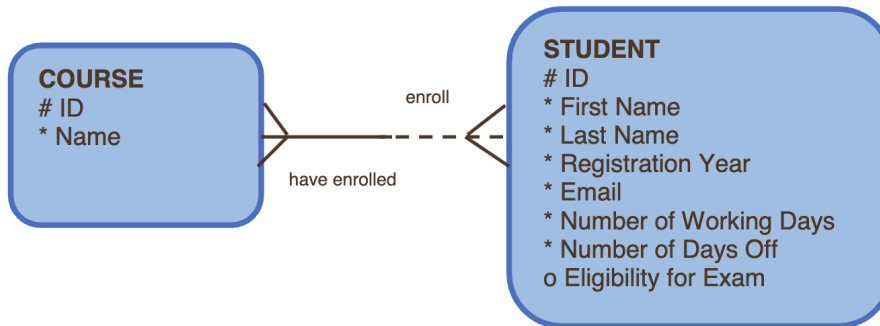 COURSE
# ID
* Name
enroll
have enrolled
STUDENT
# ID
* First Name
* Last Name
* Registration Year
* Email
* Number of Working Days
* Number of Days Off
o Eligibility for Exam